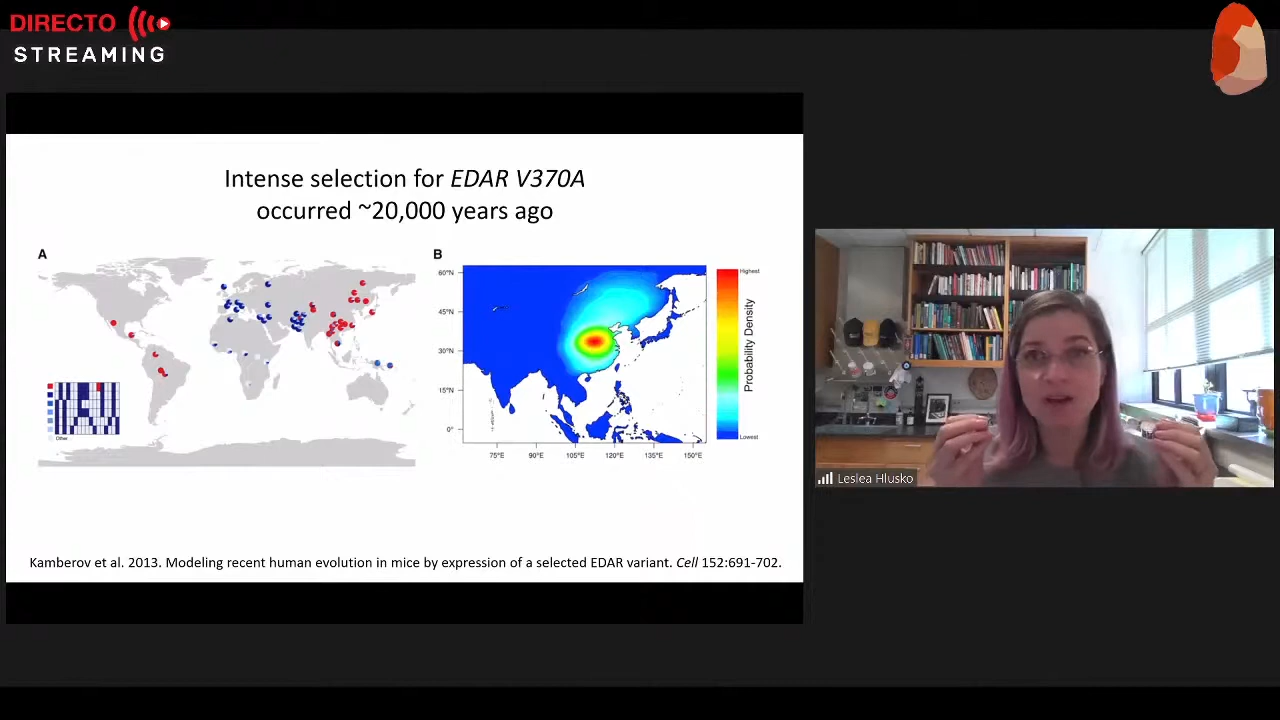 DIRECTO
STREAMING
Intense selection for EDAR V370A
occurred ~20,000 years ago
A
B
60°N
45°N
30°N
15°N
0°
75°E 90°E 105°E 120°E 135°E 150°E
Highest
Probability Density
Lowest
Other
Kamberov et al. 2013. Modeling recent human evolution in mice by expression of a selected EDAR variant. Cell 152:691-702.
Leslea Hlusko